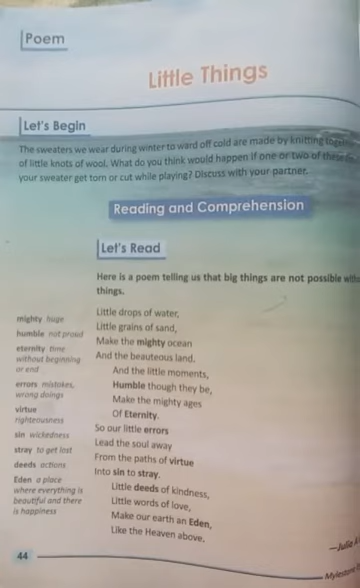 Poem
Little Things
Let's Begin
The sweaters we wear during winter to ward off cold are made by knitting
of little knots of wool. What do you think would happen if one or two of these
your sweater get torn or cut while playing? Discuss with your partner.
Reading and Comprehension
Let's Read
Here is a poem telling us that big things are not possible
things.
mighty huge
humble not proud
eternity time
without beginning
or end
errors mistakes,
wrong doings
virtue
righteousness
sin wickedness
stray to get lost
deeds actions
Eden a place
where everything is
beautiful and there
is happiness
Little drops of water,
Little grains of sand,
Make the mighty ocean
And the beauteous land.
And the little moments,
Humble though they be,
Make the mighty ages
Of Eternity.
So our little errors
Lead the soul away
From the paths of virtue
Into sin to stray.
Little deeds of kindness,
Little words of love,
Make our earth an Eden,
Like the Heaven above.
—Julia
44
Mylestone